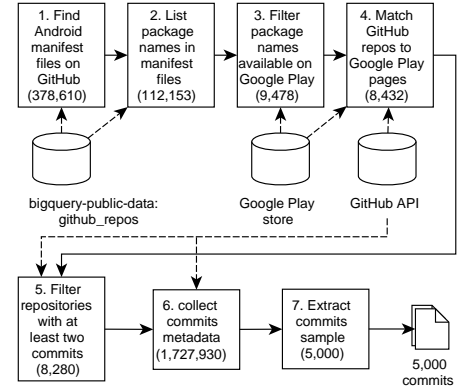 1. Find
Android
manifest
files on
GitHub
(378,610)
2. List
package
names in
manifest
files
(112,153)
3. Filter
package
names
available on
Google Play
(9,478)
4. Match
GitHub
repos to
Google Play
pages
(8,432)
bigquery-public-data:
github_repos
Google Play
store
GitHub API
5. Filter
repositories
with at
least two
commits
(8,280)
6. collect
commits
metadata
(1,727,930)
7. Extract
commits
sample
(5,000)
5,000
commits